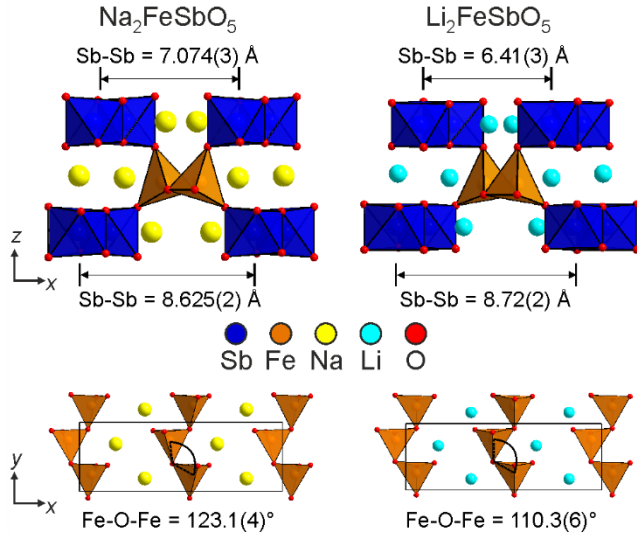 Na₂FeSbO₅
Li₂FeSbO₅
Sb-Sb = 7.074(3) Å
Sb-Sb = 6.41(3) Å
z
x
Sb-Sb = 8.625(2) Å
Sb-Sb = 8.72(2) Å
Sb Fe Na Li O
y
x
Fe-O-Fe = 123.1(4)°
Fe-O-Fe = 110.3(6)°